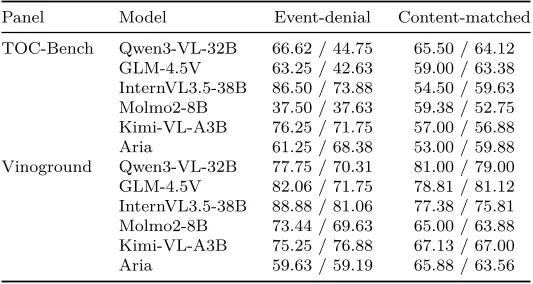 Panel Model Event-denial Content-matched
TOC-Bench Qwen3-VL-32B 66.62 / 44.75 65.50 / 64.12
GLM-4.5V 63.25 / 42.63 59.00 / 63.38
InternVL3.5-38B 86.50 / 73.88 54.50 / 59.63
Molmo2-8B 37.50 / 37.63 59.38 / 52.75
Kimi-VL-A3B 76.25 / 71.75 57.00 / 56.88
Aria 61.25 / 68.38 53.00 / 59.88
Vinoground Qwen3-VL-32B 77.75 / 70.31 81.00 / 79.00
GLM-4.5V 82.06 / 71.75 78.81 / 81.12
InternVL3.5-38B 88.88 / 81.06 77.38 / 75.81
Molmo2-8B 73.44 / 69.63 65.00 / 63.88
Kimi-VL-A3B 75.25 / 76.88 67.13 / 67.00
Aria 59.63 / 59.19 65.88 / 63.56